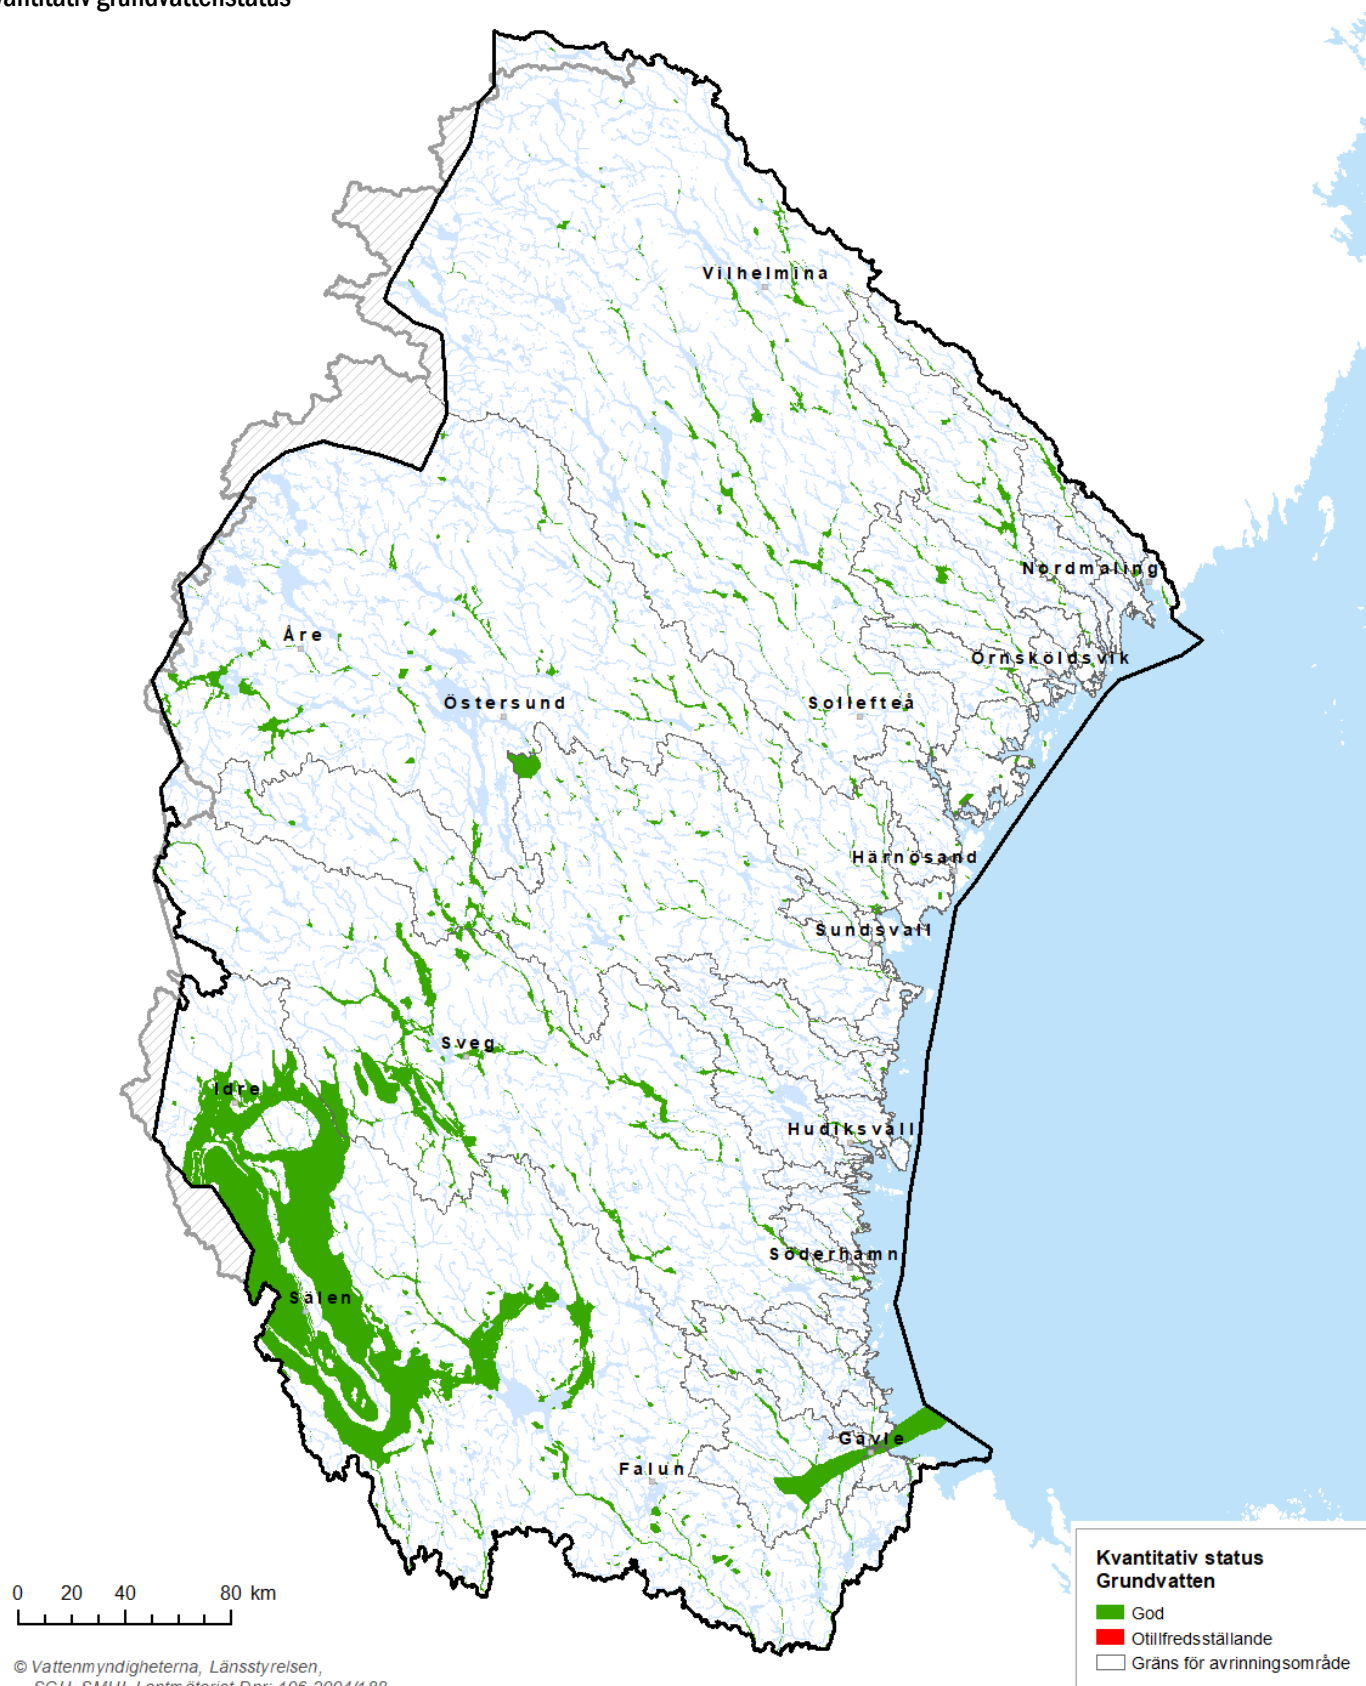 grundvattenstatus
Vilhelmina
Nordmaling
Åre
Örnsköldsvik
Östersund
Sollefteå
Härnösand
Sundsvall
Sveg
Idre
Hudiksvall
Söderhamn
Sälen
Gävle
Falun
0 20 40 80 km
Kvantitativ status
Grundvatten
God
Otillfredsställande
Gräns för avrinningsområde
© Vattenmyndigheterna, Länsstyrelsen,